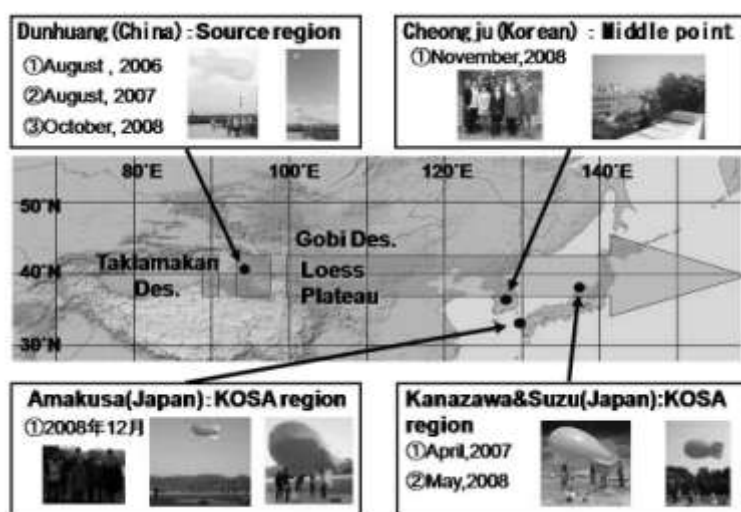 Dunhuang(China) : Source region
①August , 2006
②August, 2007
③October, 2008
Cheongju(Korean) : Middle point
①November,2008
80°E
100°E
120°E
140°E
50°N
40°N
30°N
Gobi Des.
Taklamakan
Des.
Loess
Plateau
Amakusa(Japan): KOSA region
①2008年12月
Kanazawa&Suzu(Japan):KOSA
region
①April,2007
②May,2008